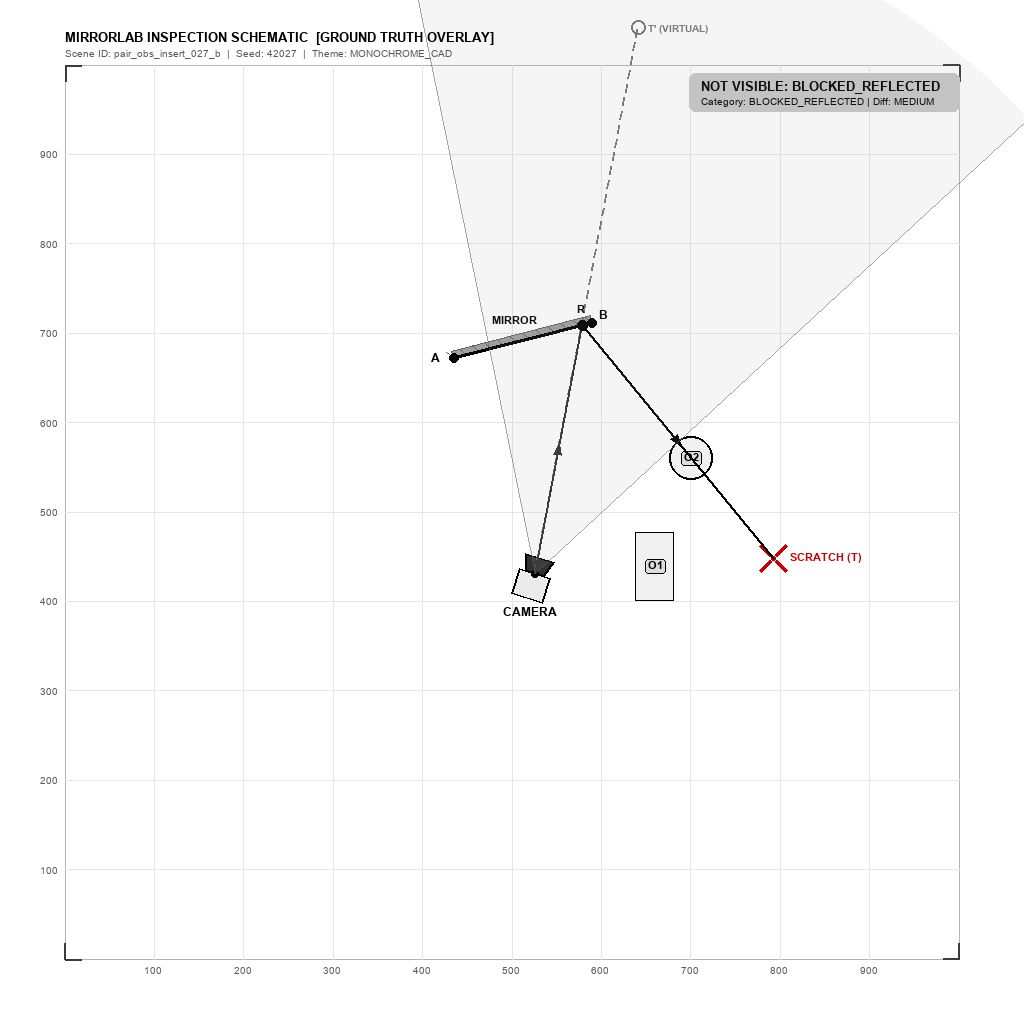 MIRRORLAB INSPECTION SCHEMATIC [GROUND TRUTH OVERLAY]
Scene ID: pair_obs_insert_027_b | Seed: 42027 | Theme: MONOCHROME_CAD
T' (VIRTUAL)
NOT VISIBLE: BLOCKED_REFLECTED
Category: BLOCKED_REFLECTED | Diff: MEDIUM
900
800
R
B
MIRROR
700
A
600
O2
500
SCRATCH (T)
O1
400
CAMERA
300
200
100
100 200 300 400 500 600 700 800 900